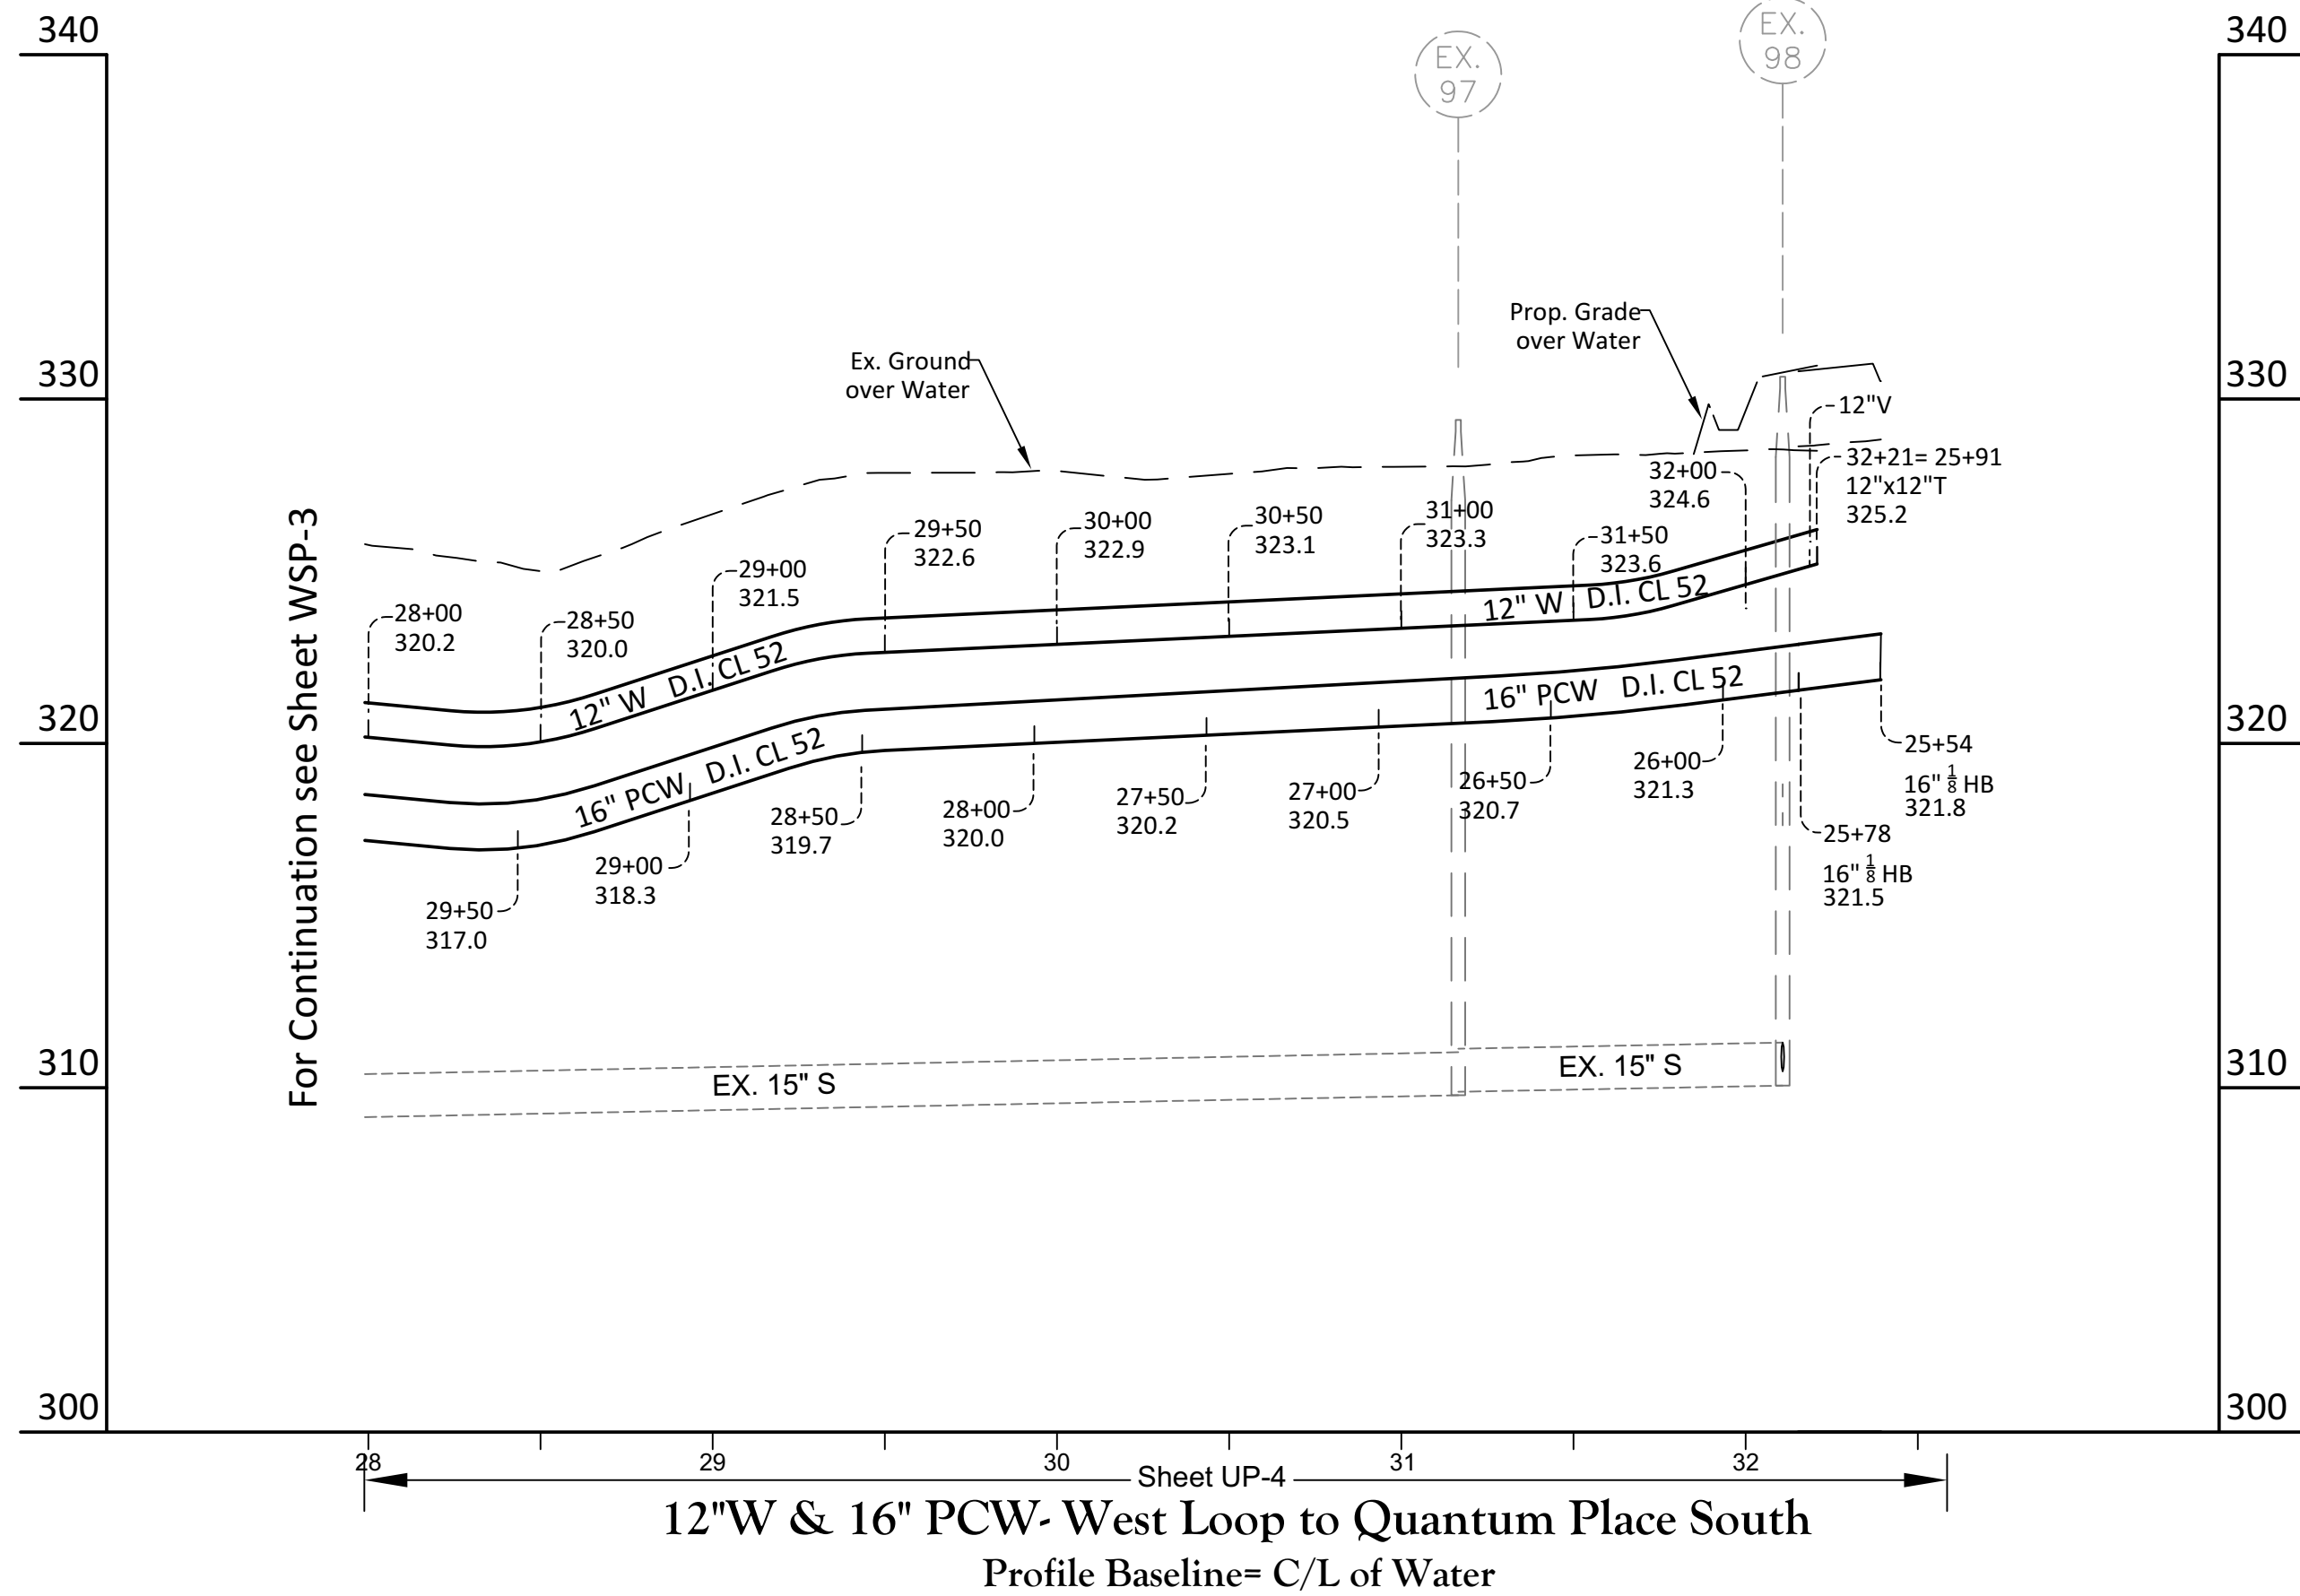 340
340
EX.
97
EX.
98
Prop. Grade
over Water
Ex. Ground
over Water
330
330
12"V
32+21= 25+91
12"x12"T
325.2
32+00
324.6
31+50
323.6
31+00
323.3
30+50
323.1
30+00
322.9
29+50
322.6
29+00
321.5
28+50
320.0
28+00
320.2
For Continuation see Sheet WSP-3
12" W D.I. CL 52
12" W D.I. CL 52
16" PCW D.I. CL 52
16" PCW D.I. CL 52
320
320
25+54
16" 1/8 HB
321.8
25+78
16" 1/8 HB
321.5
26+00
321.3
26+50
320.7
27+00
320.5
27+50
320.2
28+00
320.0
28+50
319.7
29+00
318.3
29+50
317.0
310
310
EX. 15" S
EX. 15" S
300
300
28
29
30
31
32
Sheet UP-4
12"W & 16" PCW- West Loop to Quantum Place South
Profile Baseline= C/L of Water